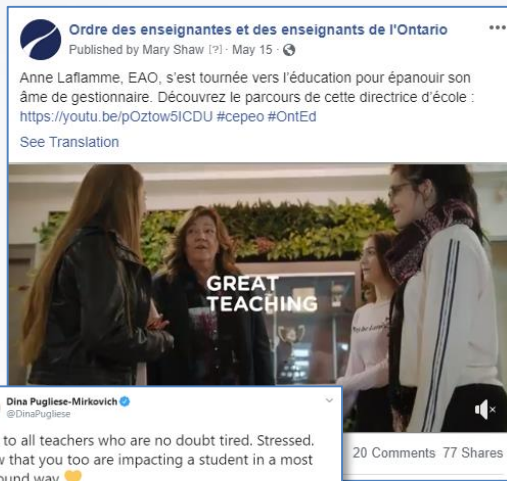 Ordre des enseignantes et des enseignants de l'Ontario
Published by Mary Shaw [?] · May 15 ·
Anne Laflamme, EAO, s'est tournée vers l'éducation pour épanouir son
âme de gestionnaire. Découvrez le parcours de cette directrice d'école :
https://youtu.be/pOztow5ICDU #cepeo #OntEd
See Translation
GREAT
TEACHING
20 Comments 77 Shares
Dina Pugliese-Mirkovich
@DinaPugliese
to all teachers who are no doubt tired. Stressed.
that you too are impacting a student in a most